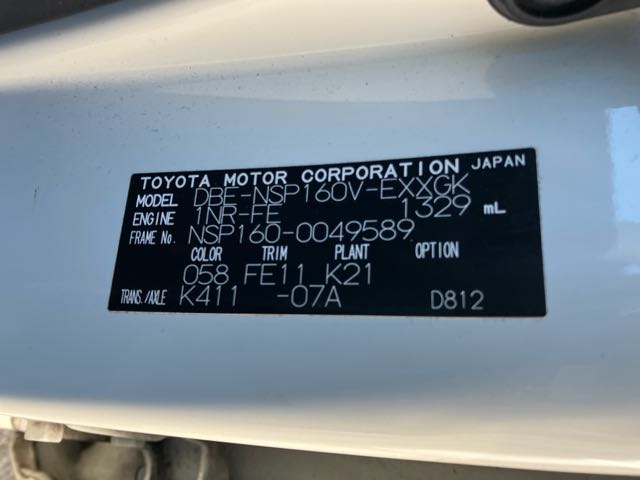 TOYOTA MOTOR CORPORATION JAPAN
MODEL DBE-NSP160V-EXXGK
ENGINE 1NR-FE 1329 mL
FRAME No. NSP160-0049589
COLOR TRIM PLANT OPTION
058 FE11 K21
TRANS./AXLE K411 -07A D812